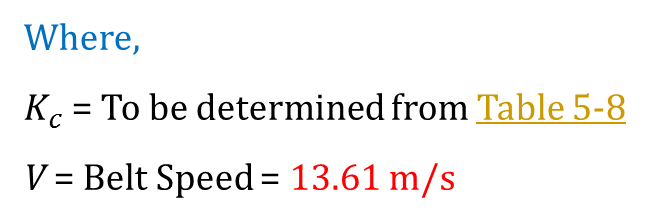 Where,
K_c = To be determined from Table 5-8
V = Belt Speed = 13.61 m/s